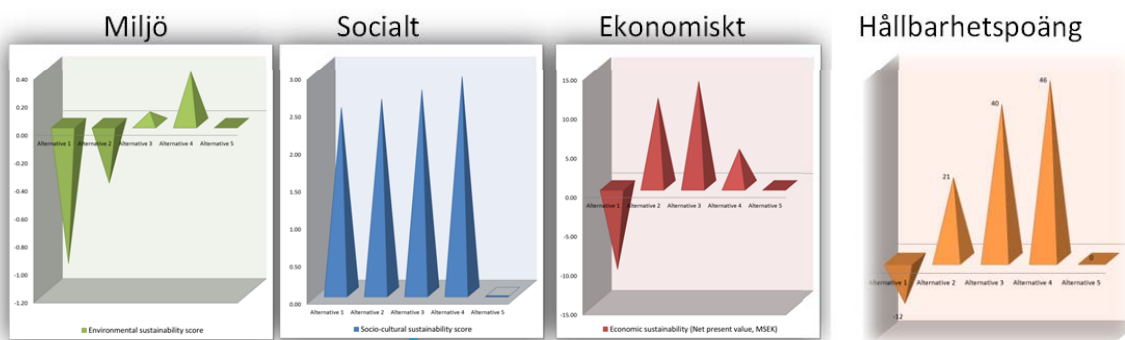 Miljö
0.40
0.20
0.00
-0.20
-0.40
-0.60
-0.80
-1.00
-1.20
Alternative 1 Alternative 2 Alternative 3 Alternative 4 Alternative 5
Environmental sustainability score
Socialt
3.00
2.50
2.00
1.50
1.00
0.50
0.00
Alternative 1 Alternative 2 Alternative 3 Alternative 4 Alternative 5
Socio-cultural sustainability score
Ekonomiskt
15.00
10.00
5.00
0.00
-5.00
-10.00
-15.00
Alternative 1 Alternative 2 Alternative 3 Alternative 4 Alternative 5
Economic sustainability (Net present value, MSEK)
Hållbarhetspoäng
46
40
21
0
Alternative 1 Alternative 2 Alternative 3 Alternative 4 Alternative 5
-12